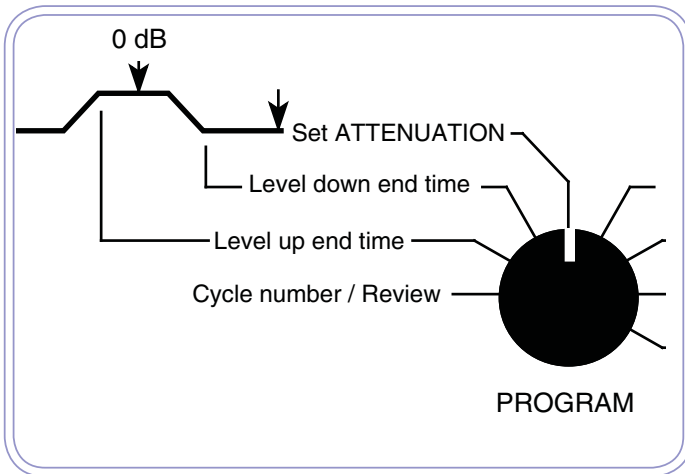 0 dB
Set ATTENUATION
Level down end time
Level up end time
Cycle number / Review
PROGRAM